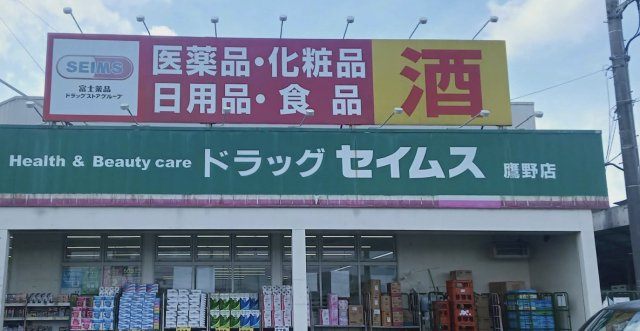 SEIMS
富士薬品
ドラッグストアグループ
医薬品・化粧品
日用品・食品
酒
Health & Beauty care ドラッグ セイムス 鷹野店